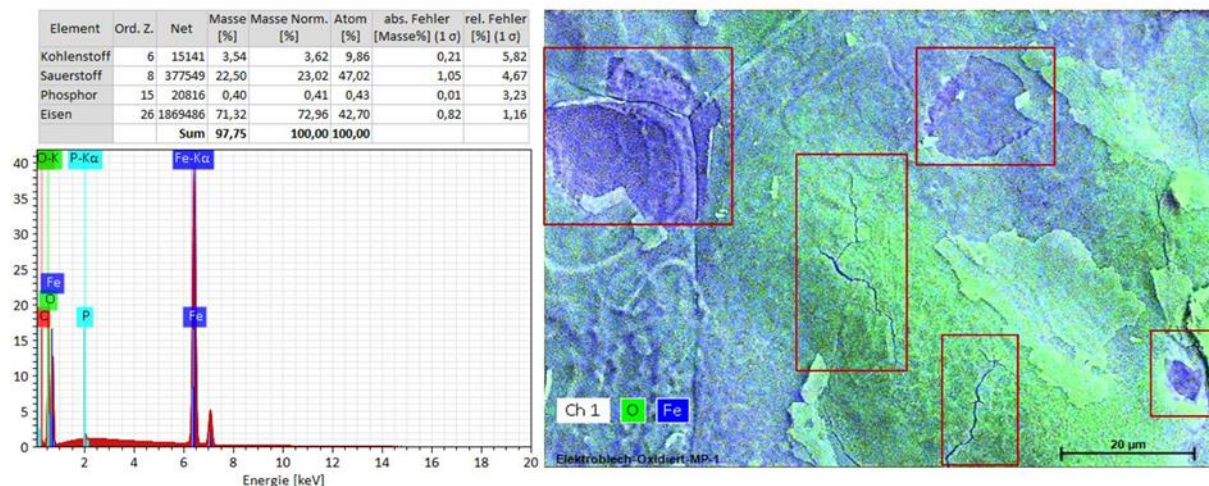 Element Ord. Z. Net Masse [%] Masse Norm. [%] Atom [%] abs. Fehler [Masse%] (1 σ) rel. Fehler [%] (1 σ)
Kohlenstoff 6 15141 3,54 3,62 9,86 0,21 5,82
Sauerstoff 8 377549 22,50 23,02 47,02 1,05 4,67
Phosphor 15 20816 0,40 0,41 0,43 0,01 3,23
Eisen 26 1869486 71,32 72,96 42,70 0,82 1,16
Sum 97,75 100,00 100,00
O-K P-Kα Fe-Kα
40
35
30
25
Fe
O
20
C P Fe
15
10
5
0
2 4 6 8 10 12 14 16 18 20
Energie [keV]
Ch 1 O Fe
Elektroblech-Oxidiert-MP-1
20 µm